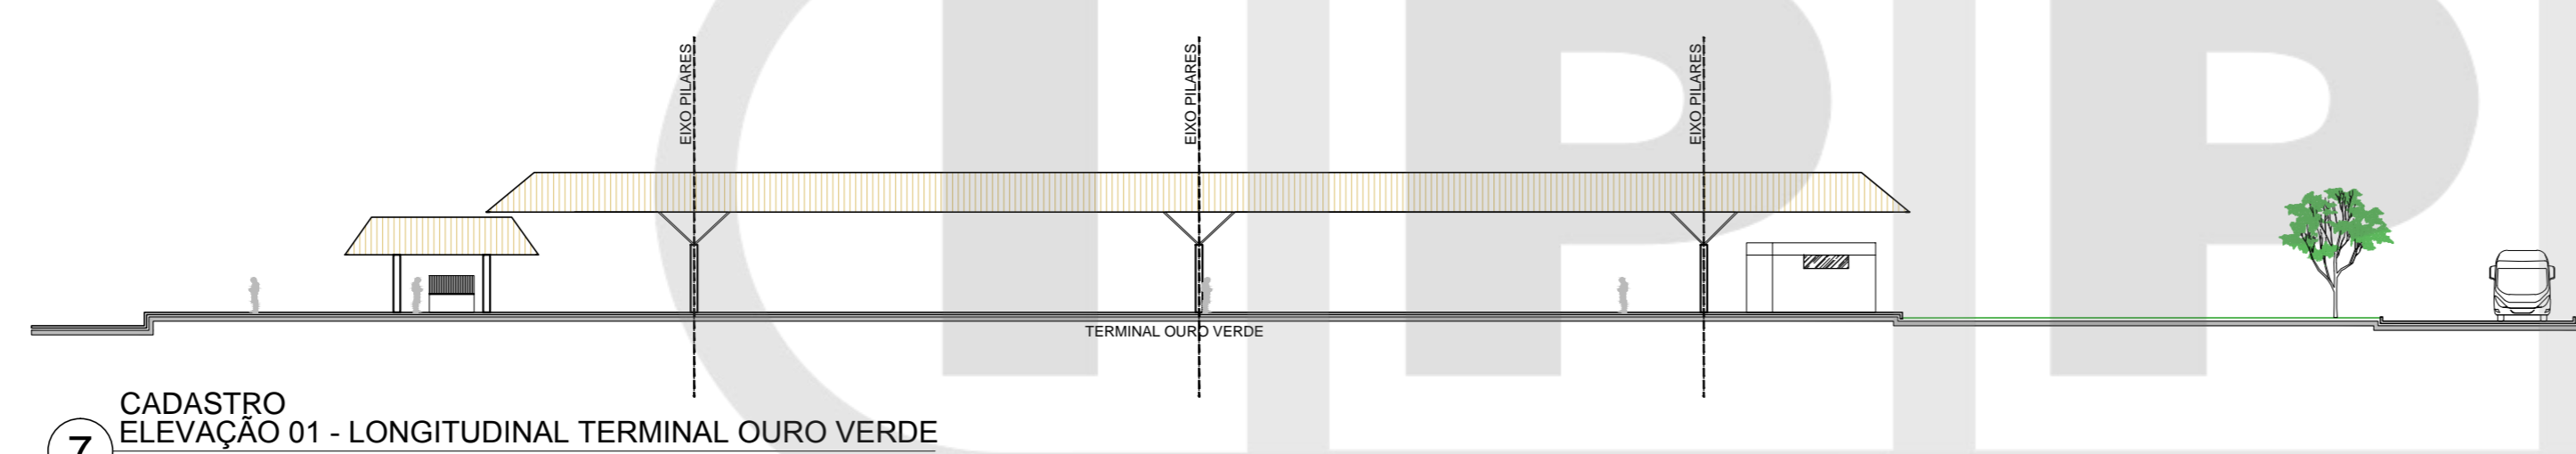 EIXO PILARES
EIXO PILARES
EIXO PILARES
TERMINAL OURO VERDE
CADASTRO
7
ELEVAÇÃO 01 - LONGITUDINAL TERMINAL OURO VERDE